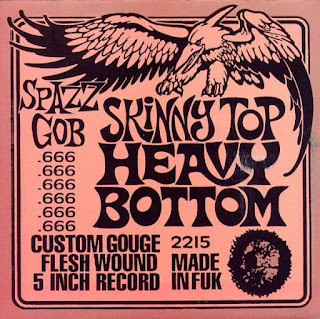 SPAZZ
GOB
SKINNY TOP
HEAVY
BOTTOM
.666
.666
.666
.666
.666
.666
CUSTOM GOUGE
FLESH WOUND
5 INCH RECORD
2215
MADE
IN FUK